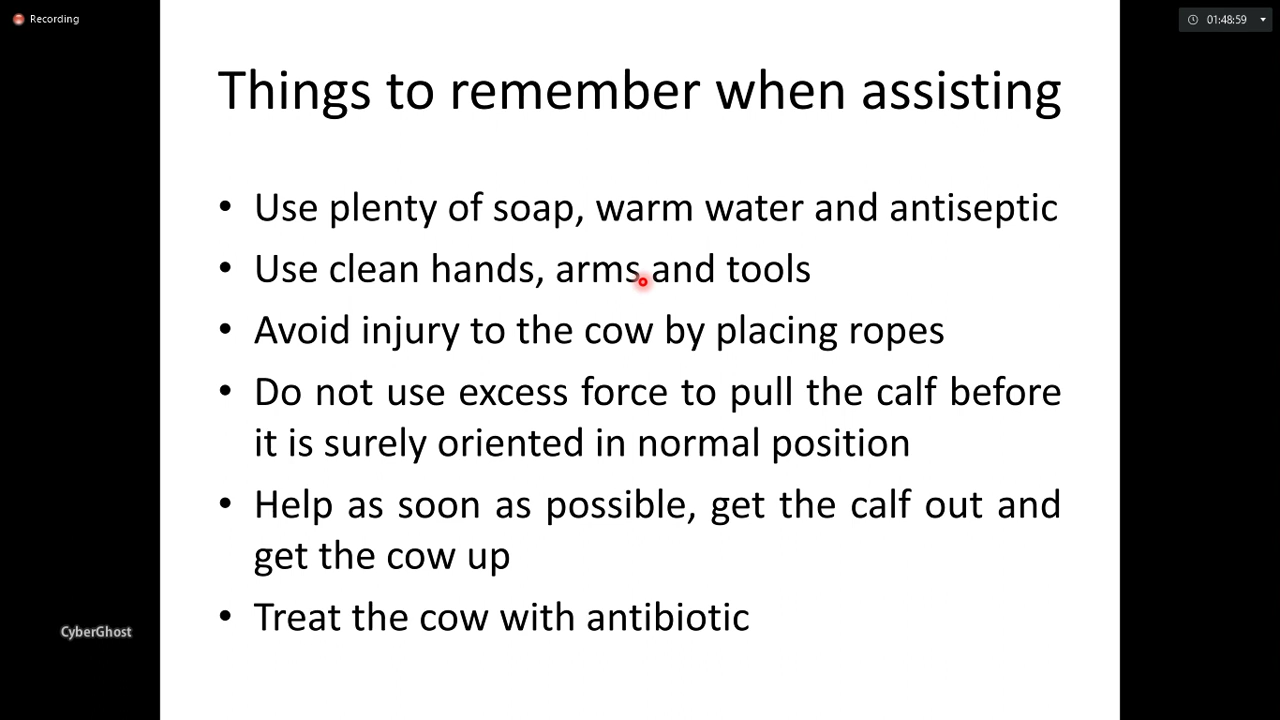 Recording
01:48:59
Things to remember when assisting
• Use plenty of soap, warm water and antiseptic
• Use clean hands, arms and tools
• Avoid injury to the cow by placing ropes
• Do not use excess force to pull the calf before
it is surely oriented in normal position
• Help as soon as possible, get the calf out and
get the cow up
• Treat the cow with antibiotic
CyberGhost